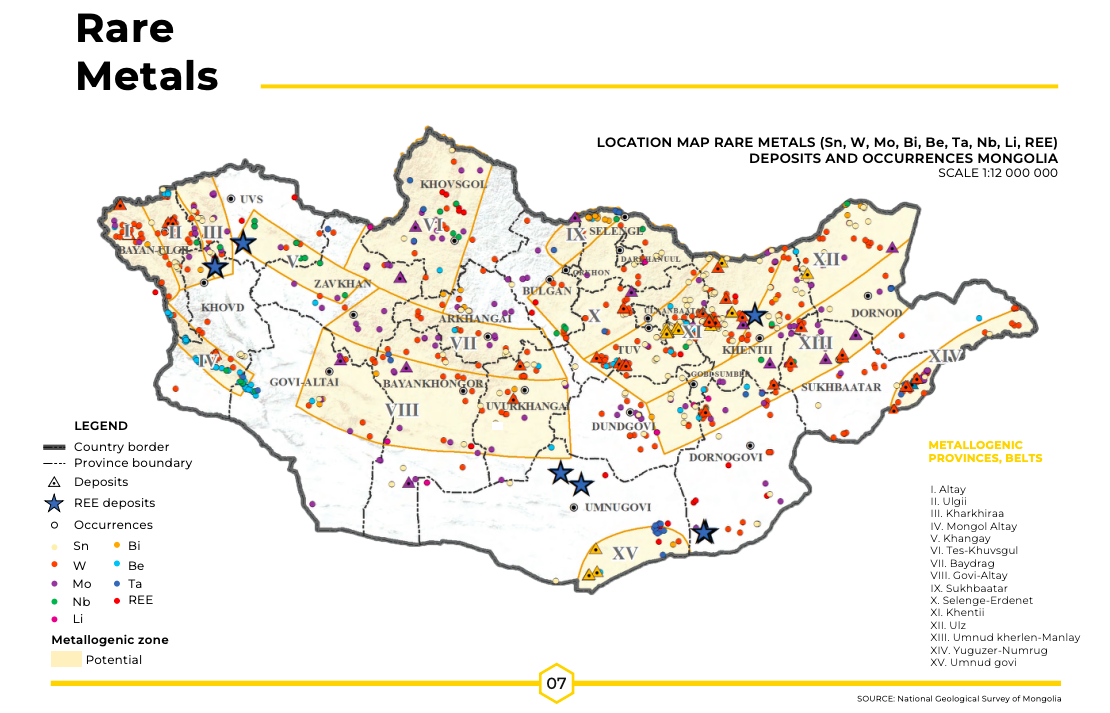 Rare
Metals
LOCATION MAP RARE METALS (Sn, W, Mo, Bi, Be, Ta, Nb, Li, REE)
DEPOSITS AND OCCURRENCES MONGOLIA
SCALE 1:12 000 000
KHOVSGOL
UVS
VI
IX
SELENGE
I
II
III
BAYAN-ULGII
V
XII
DARKHANUUL
ORKHON
ZAVKHAN
BULGAN
KHOVD
ARKHANGAI
X
ULAANBAATAR
XI
DORNOD
VII
TUV
KHENTII
XIII
XIV
IV
GOVI-ALTAI
BAYANKHONGOR
GOBI SUMBER
SUKHBAATAR
VIII
UVURKHANGAI
DUNDGOVI
DORNOGOVI
UMNUGOVI
XV
LEGEND
Country border
Province boundary
Deposits
REE deposits
Occurrences
Sn
Bi
W
Be
Mo
Ta
Nb
REE
Li
Metallogenic zone
Potential
METALLOGENIC
PROVINCES, BELTS
I. Altay
II. Ulgii
III. Kharkhiraa
IV. Mongol Altay
V. Khangay
VI. Tes-Khuvsgul
VII. Baydrag
VIII. Govi-Altay
IX. Sukhbaatar
X. Selenge-Erdenet
XI. Khentii
XII. Ulz
XIII. Umnud kherlen-Manlay
XIV. Yuguzer-Numrug
XV. Umnud govi
07
SOURCE: National Geological Survey of Mongolia